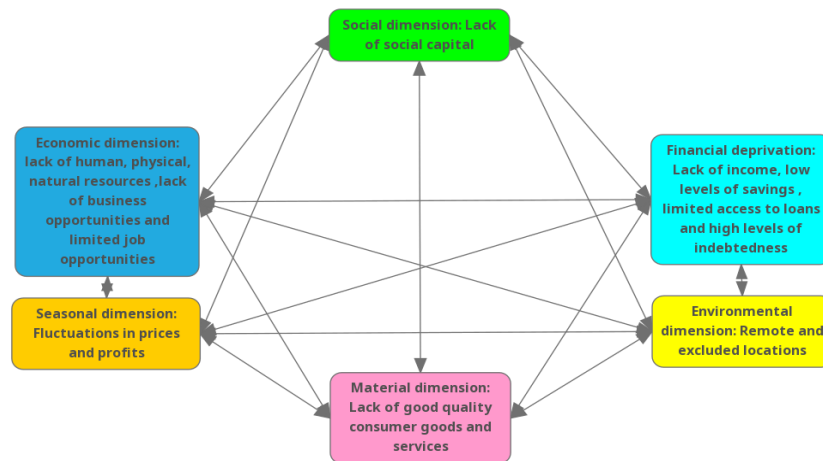 Social dimension: Lack
of social capital
Economic dimension:
lack of human, physical,
natural resources ,lack
of business
opportunities and
limited job
opportunities
Financial deprivation:
Lack of income, low
levels of savings ,
limited access to loans
and high levels of
indebtedness
Seasonal dimension:
Fluctuations in prices
and profits
Environmental
dimension: Remote and
excluded locations
Material dimension:
Lack of good quality
consumer goods and
services